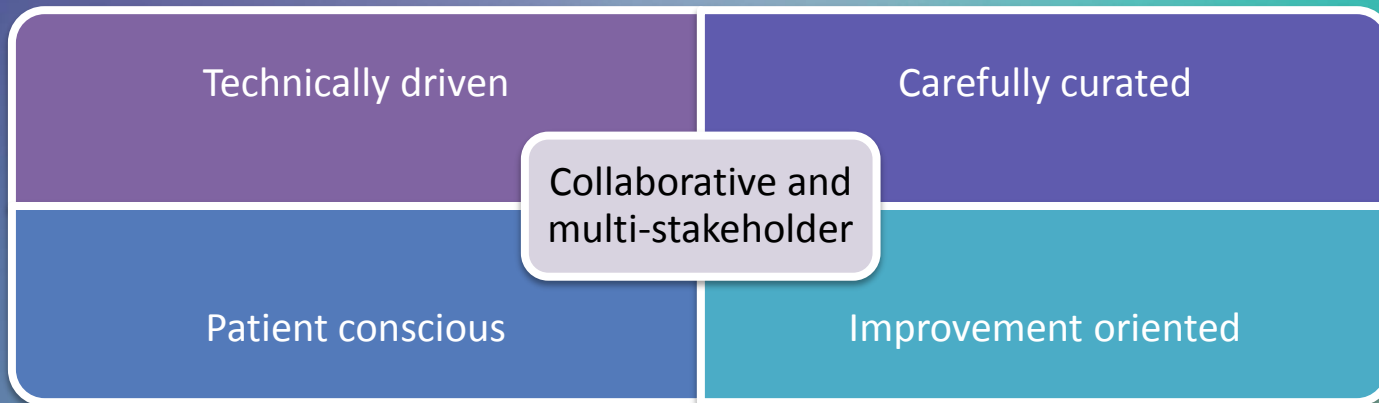 Technically driven
Carefully curated
Collaborative and
multi-stakeholder
Patient conscious
Improvement oriented